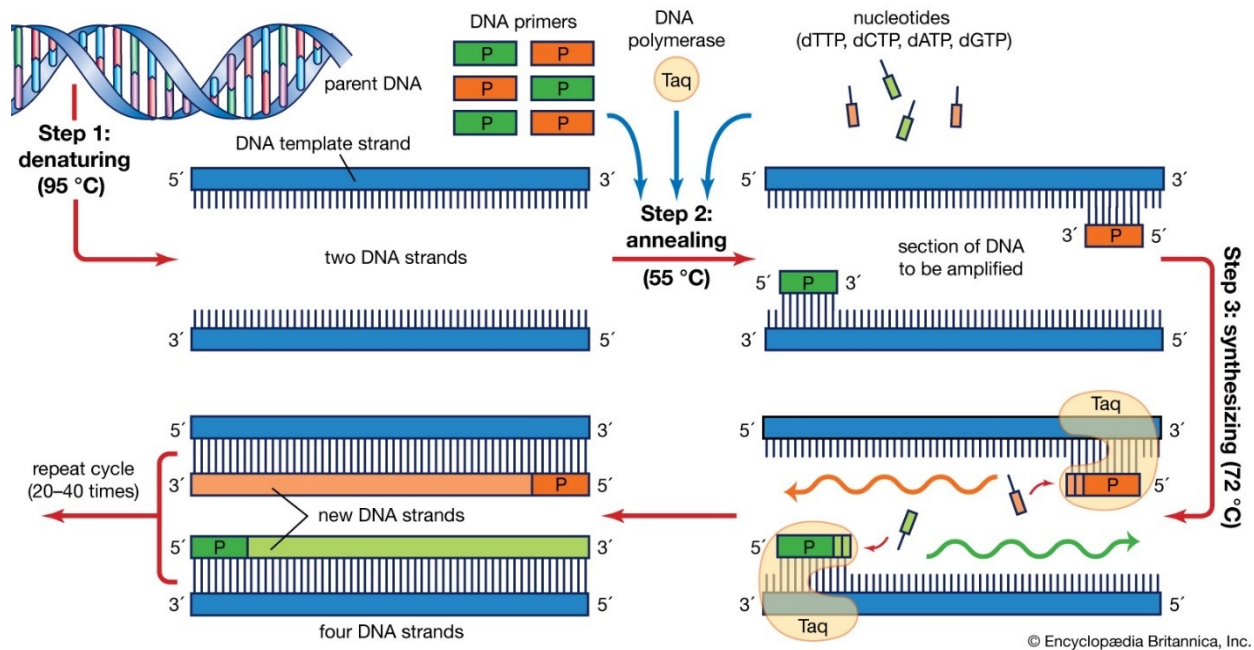 DNA primers
P
P
P
P
P
P
DNA
polymerase
Taq
nucleotides
(dTTP, dCTP, dATP, dGTP)
parent DNA
Step 1:
denaturing
(95 °C)
DNA template strand
5´
3´
two DNA strands
3´
5´
Step 2:
annealing
(55 °C)
5´
3´
3´
P
5´
section of DNA
to be amplified
5´
P
3´
3´
5´
Step 3: synthesizing (72 °C)
Taq
5´
3´
P
5´
5´
P
3´
5´
Taq
5´
3´
3´
P
5´
new DNA strands
5´
P
3´
3´
5´
four DNA strands
repeat cycle
(20–40 times)
© Encyclopædia Britannica, Inc.